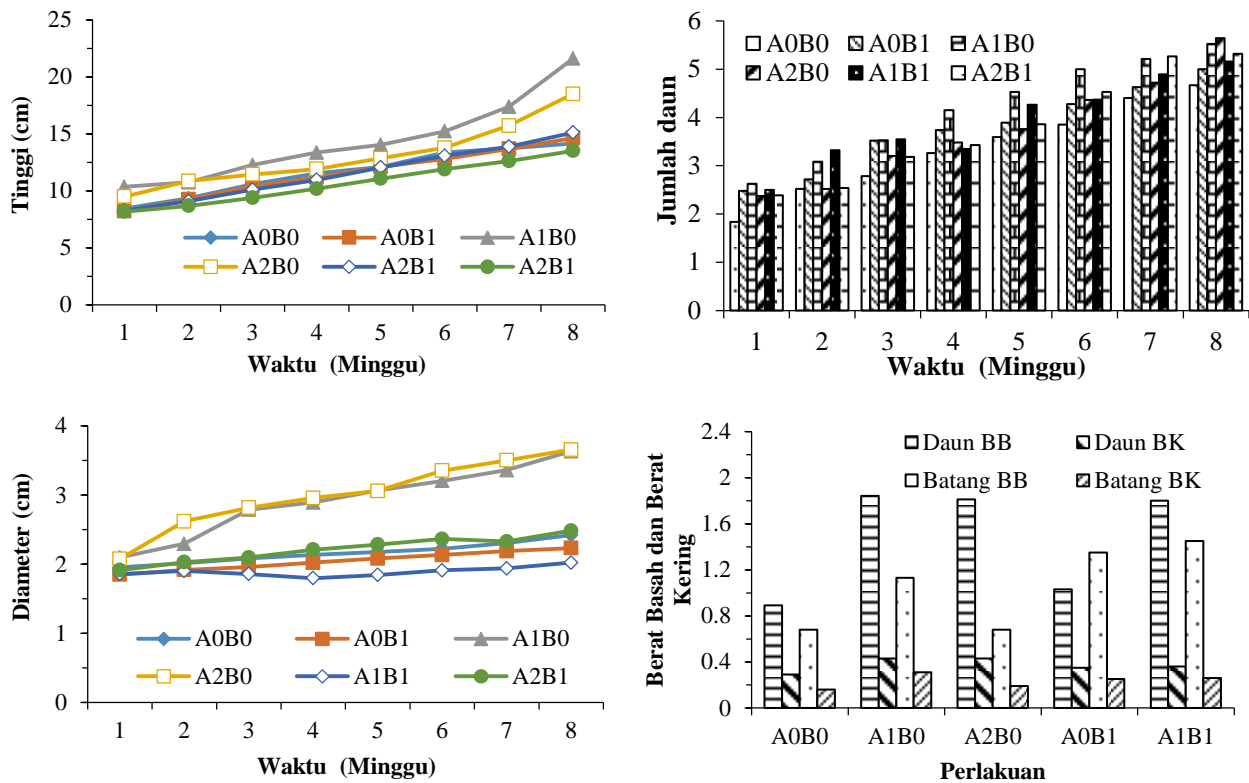 25
20
15
10
5
0
Tinggi (cm)
A0B0 A0B1 A1B0
A2B0 A2B1 A2B1
1 2 3 4 5 6 7 8
Waktu (Minggu)
6
5
4
3
2
1
0
Jumlah daun
A0B0 A0B1 A1B0
A2B0 A1B1 A2B1
1 2 3 4 5 6 7 8
Waktu (Minggu)
4
3
2
1
0
Diameter (cm)
A0B0 A0B1 A1B0
A2B0 A1B1 A2B1
1 2 3 4 5 6 7 8
Waktu (Minggu)
2.4
2
1.6
1.2
0.8
0.4
0
Berat Basah dan Berat
Kering
Daun BB Daun BK
Batang BB Batang BK
A0B0 A1B0 A2B0 A0B1 A1B1
Perlakuan